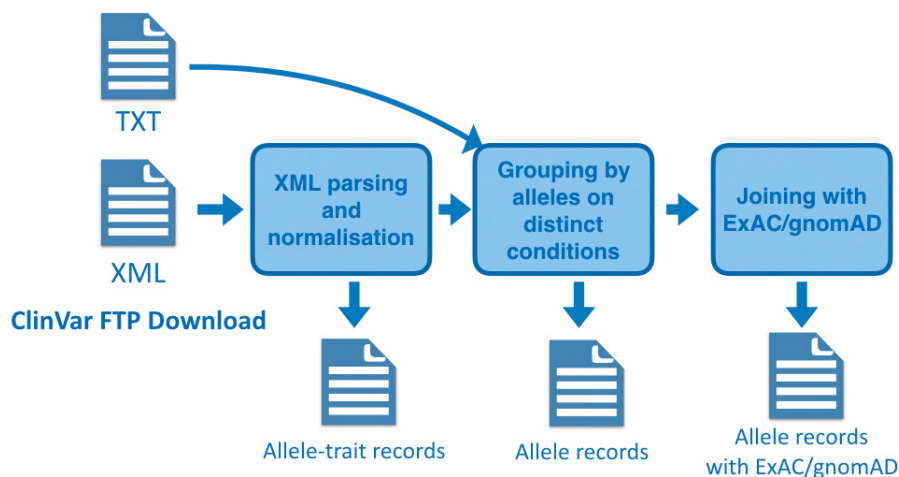 TXT
XML
ClinVar FTP Download
XML parsing
and
normalisation
Grouping by
alleles on
distinct
conditions
Joining with
ExAC/gnomAD
Allele-trait records
Allele records
Allele records
with ExAC/gnomAD